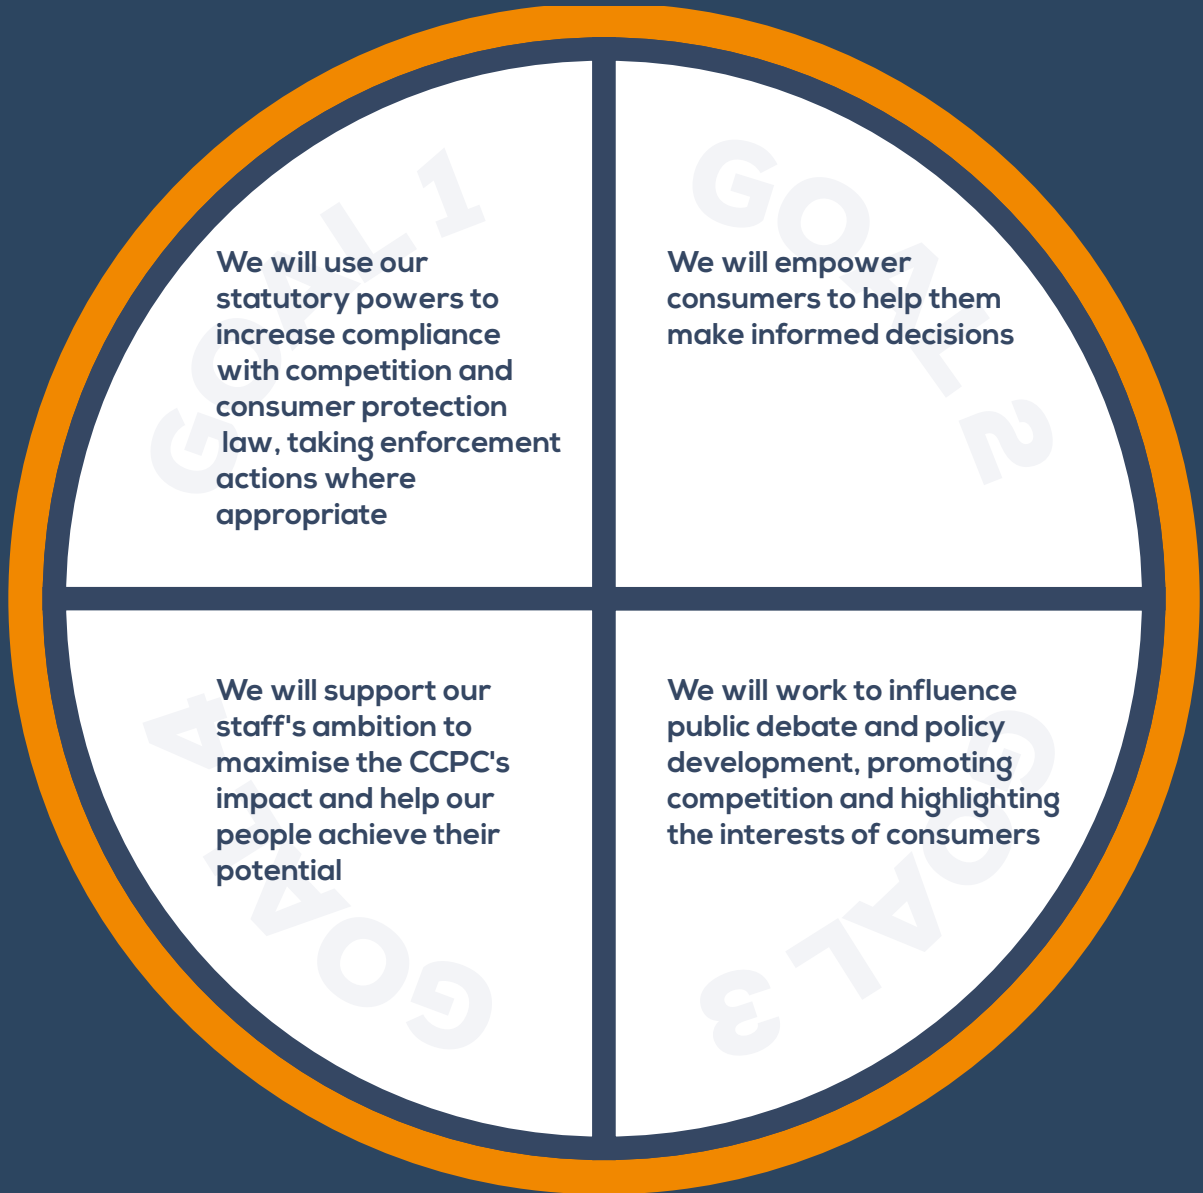 GOAL 1
We will use our
statutory powers to
increase compliance
with competition and
consumer protection
law, taking enforcement
actions where
appropriate
GOAL 2
We will empower
consumers to help them
make informed decisions
GOAL 3
We will work to influence
public debate and policy
development, promoting
competition and highlighting
the interests of consumers
GOAL 4
We will support our
staff's ambition to
maximise the CCPC's
impact and help our
people achieve their
potential